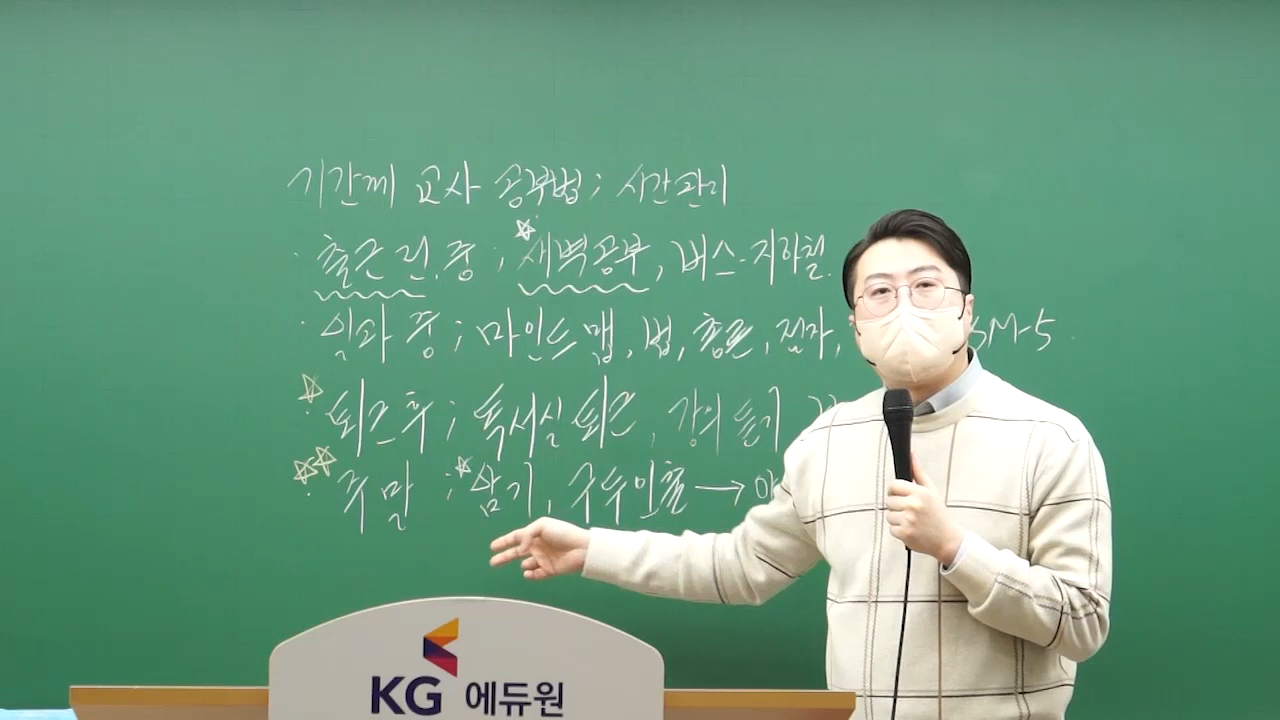 기간제 교사 공부법; 시간관리
· 출근 전.중; ☆새벽공부, 버스·지하철.
· 일과 중; 마인드맵, 법, 총론, 점자, SM-5
☆· 퇴근 후; 독서실 퇴근, 강의 듣기
☆☆· 주말; ☆암기, 구두인출→
KG 에듀원